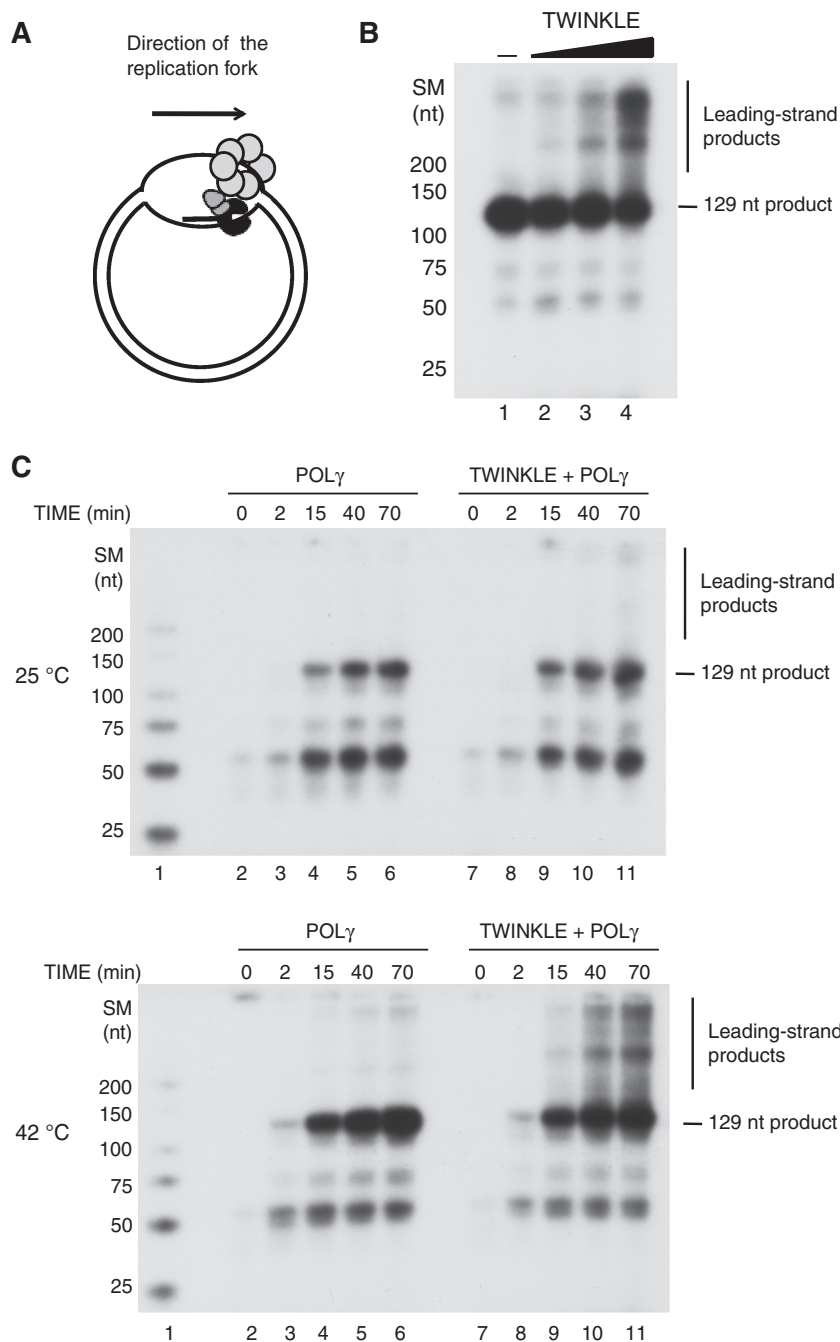 A
Direction of the
replication fork
B
TWINKLE
–
SM
(nt)
200
150
100
75
50
25
Leading-strand
products
129 nt product
1 2 3 4
C
POLγ TWINKLE + POLγ
TIME (min) 0 2 15 40 70 0 2 15 40 70
SM
(nt)
200
150
100
75
50
25
25 °C
Leading-strand
products
129 nt product
1 2 3 4 5 6 7 8 9 10 11
POLγ TWINKLE + POLγ
TIME (min) 0 2 15 40 70 0 2 15 40 70
SM
(nt)
200
150
100
75
50
25
42 °C
Leading-strand
products
129 nt product
1 2 3 4 5 6 7 8 9 10 11